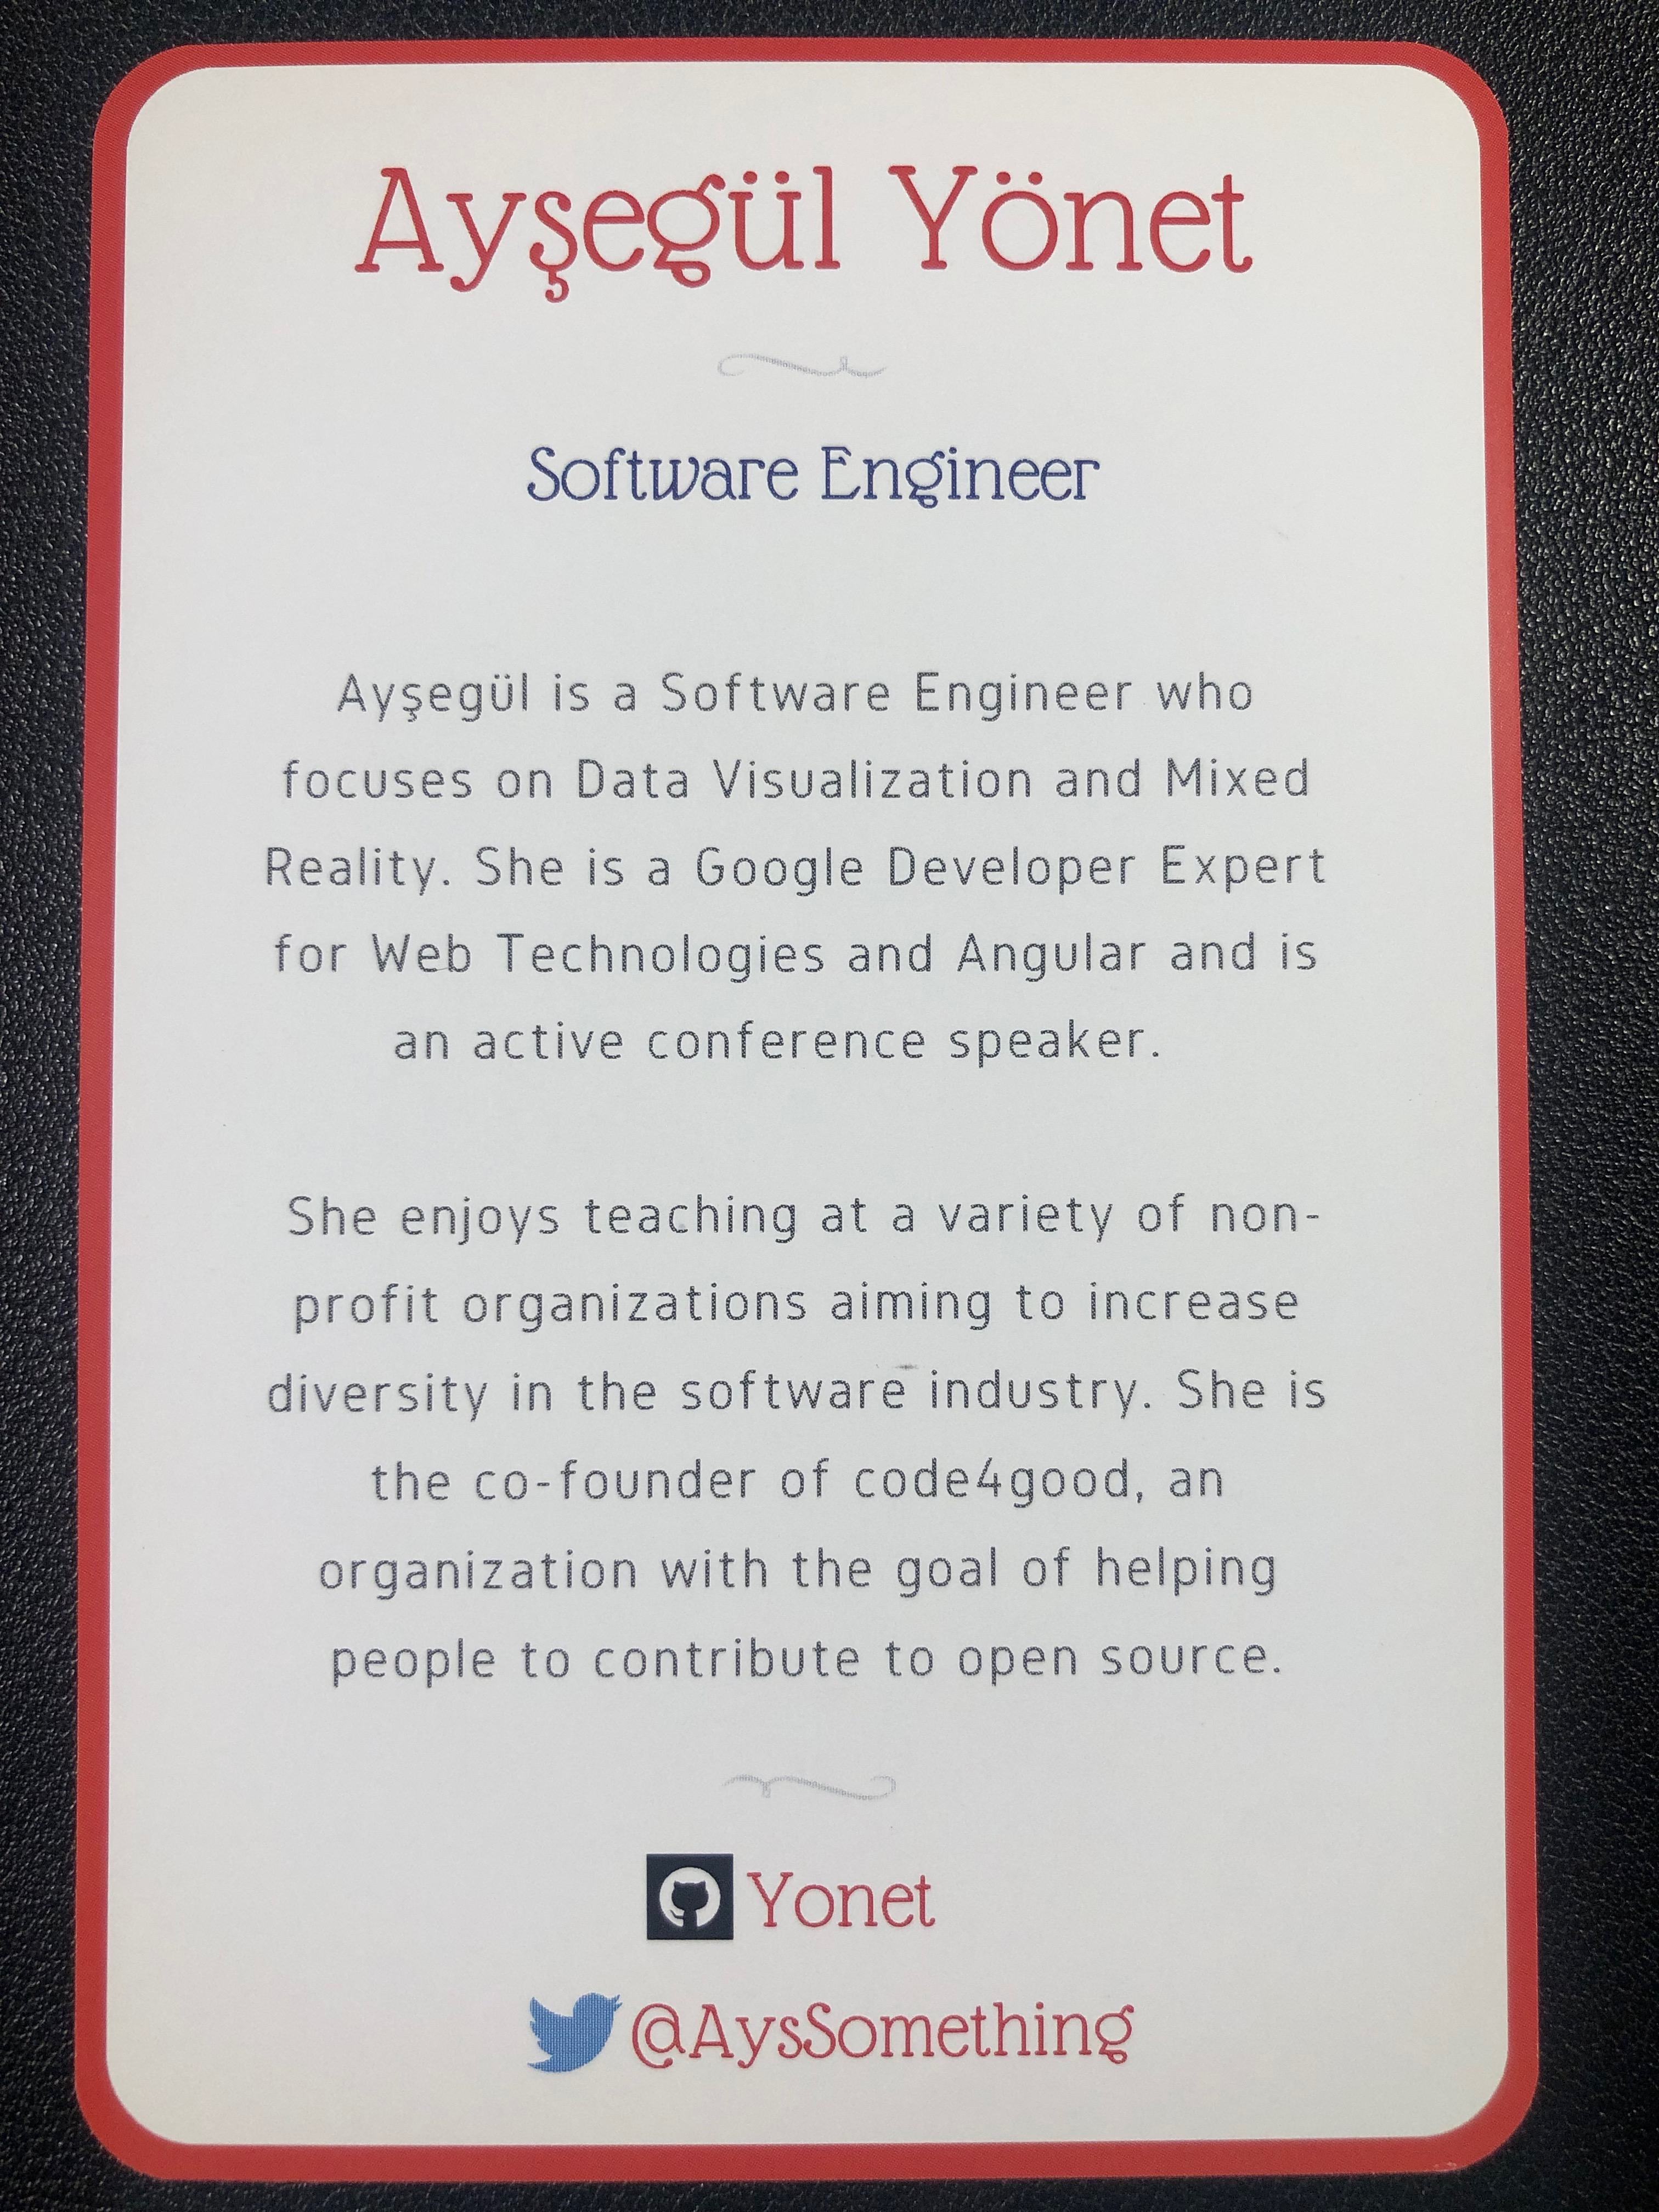 Ayşegül Yönet
Software Engineer
Ayşegül is a Software Engineer who
focuses on Data Visualization and Mixed
Reality. She is a Google Developer Expert
for Web Technologies and Angular and is
an active conference speaker.
She enjoys teaching at a variety of non-
profit organizations aiming to increase
diversity in the software industry. She is
the co-founder of code4good, an
organization with the goal of helping
people to contribute to open source.
Yonet
@AysSomething